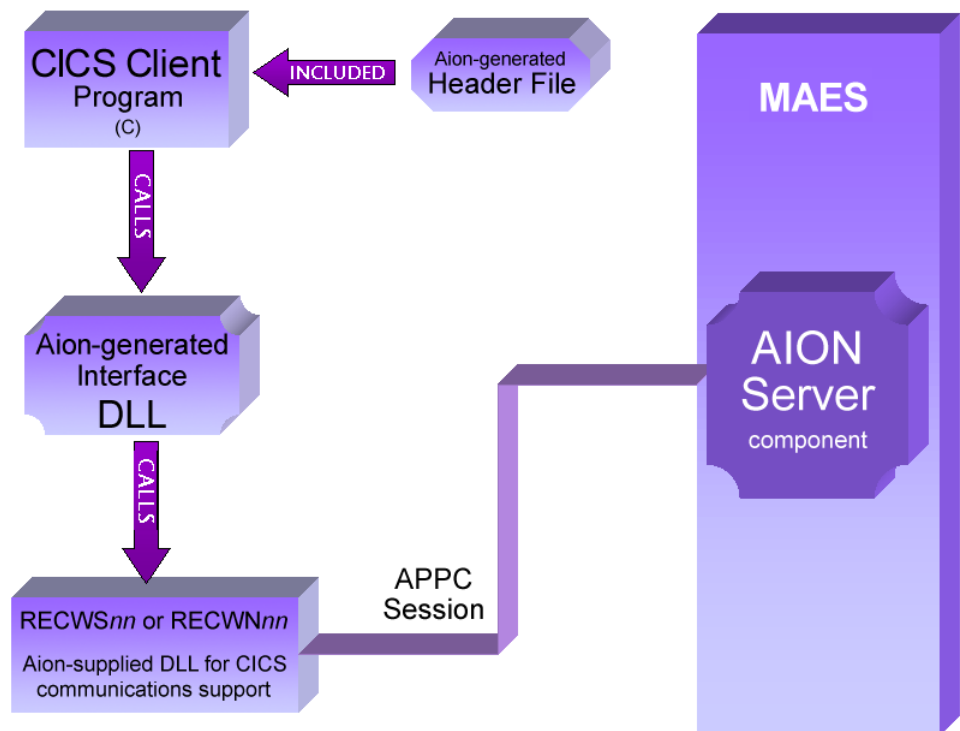 CICS Client
Program
(C)
INCLUDED
Aion-generated
Header File
MAES
CALLS
Aion-generated
Interface
DLL
AION
Server
component
CALLS
APPC
Session
RECWSnn or RECWNnn
Aion-supplied DLL for CICS
communications support